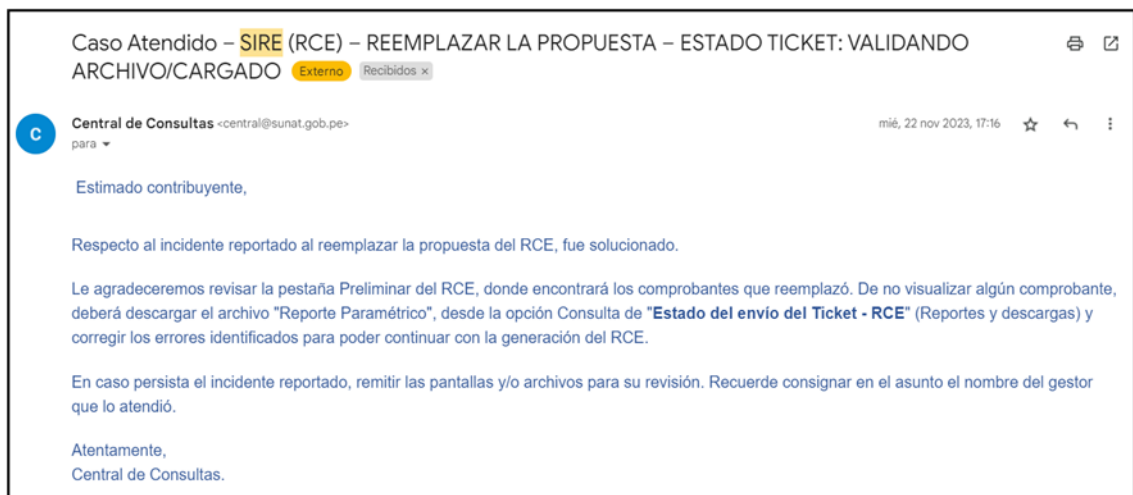 Caso Atendido – SIRE (RCE) – REEMPLAZAR LA PROPUESTA – ESTADO TICKET: VALIDANDO
ARCHIVO/CARGADO Externo Recibidos ×
C
Central de Consultas <central@sunat.gob.pe>
mié, 22 nov 2023, 17:16
para
Estimado contribuyente,
Respecto al incidente reportado al reemplazar la propuesta del RCE, fue solucionado.
Le agradeceremos revisar la pestaña Preliminar del RCE, donde encontrará los comprobantes que reemplazó. De no visualizar algún comprobante,
deberá descargar el archivo "Reporte Paramétrico", desde la opción Consulta de "Estado del envío del Ticket - RCE" (Reportes y descargas) y
corregir los errores identificados para poder continuar con la generación del RCE.
En caso persista el incidente reportado, remitir las pantallas y/o archivos para su revisión. Recuerde consignar en el asunto el nombre del gestor
que lo atendió.
Atentamente,
Central de Consultas.